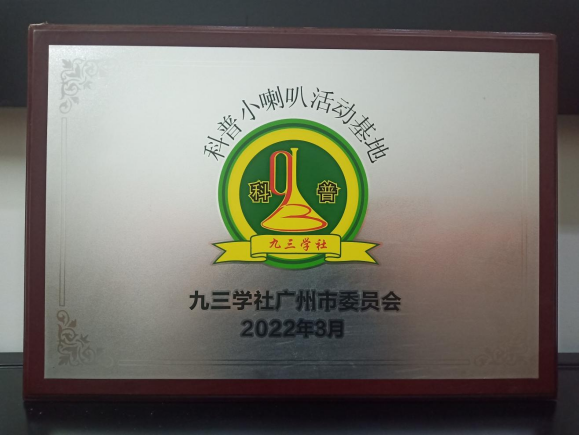 科普小喇叭活动基地
科 普
九三学社
九三学社广州市委员会
2022年3月